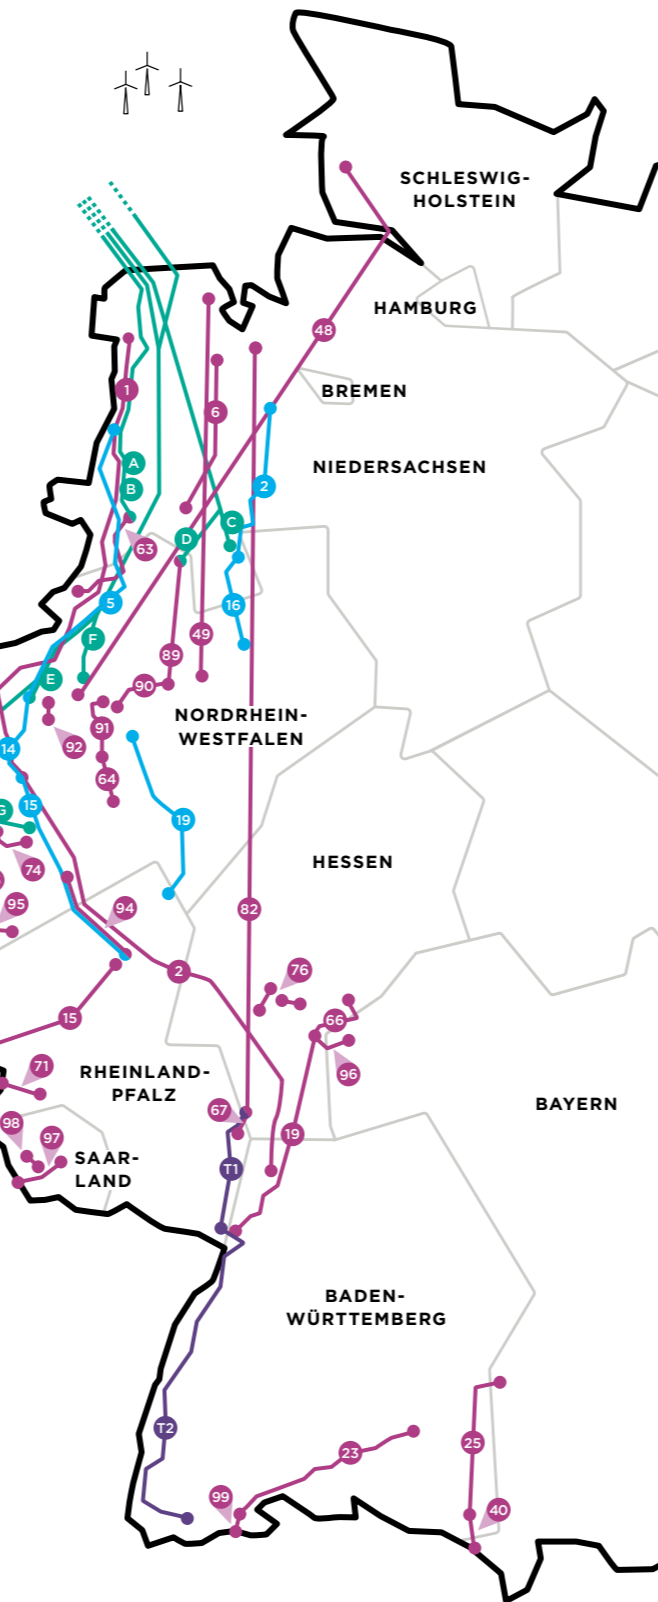 SCHLESWIG-
HOLSTEIN
HAMBURG
48
BREMEN
1
6
NIEDERSACHSEN
A
B
2
C
D
63
5
16
F
49
89
E
90
NORDRHEIN-
WESTFALEN
91
92
14
64
15
19
G
74
HESSEN
95
94
82
2
76
15
66
71
RHEINLAND-
PFALZ
96
BAYERN
67
98
97
19
SAAR-
LAND
T1
BADEN-
WÜRTTEMBERG
T2
23
25
99
40